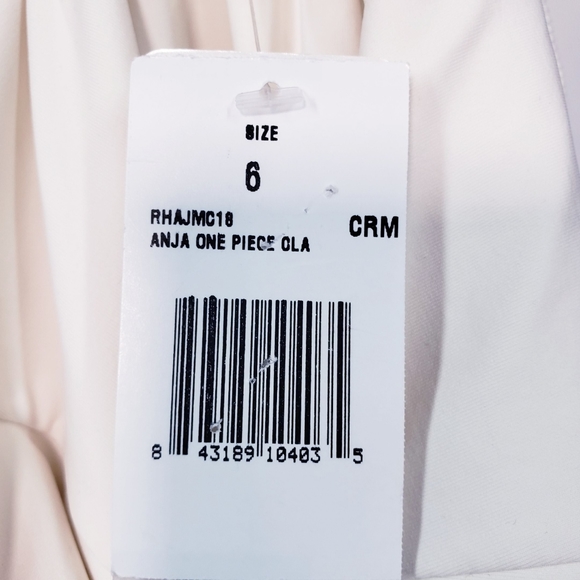 SIZE
6
RHAJMC18
CRM
ANJA ONE PIECE CLA
8 43189 10403 5